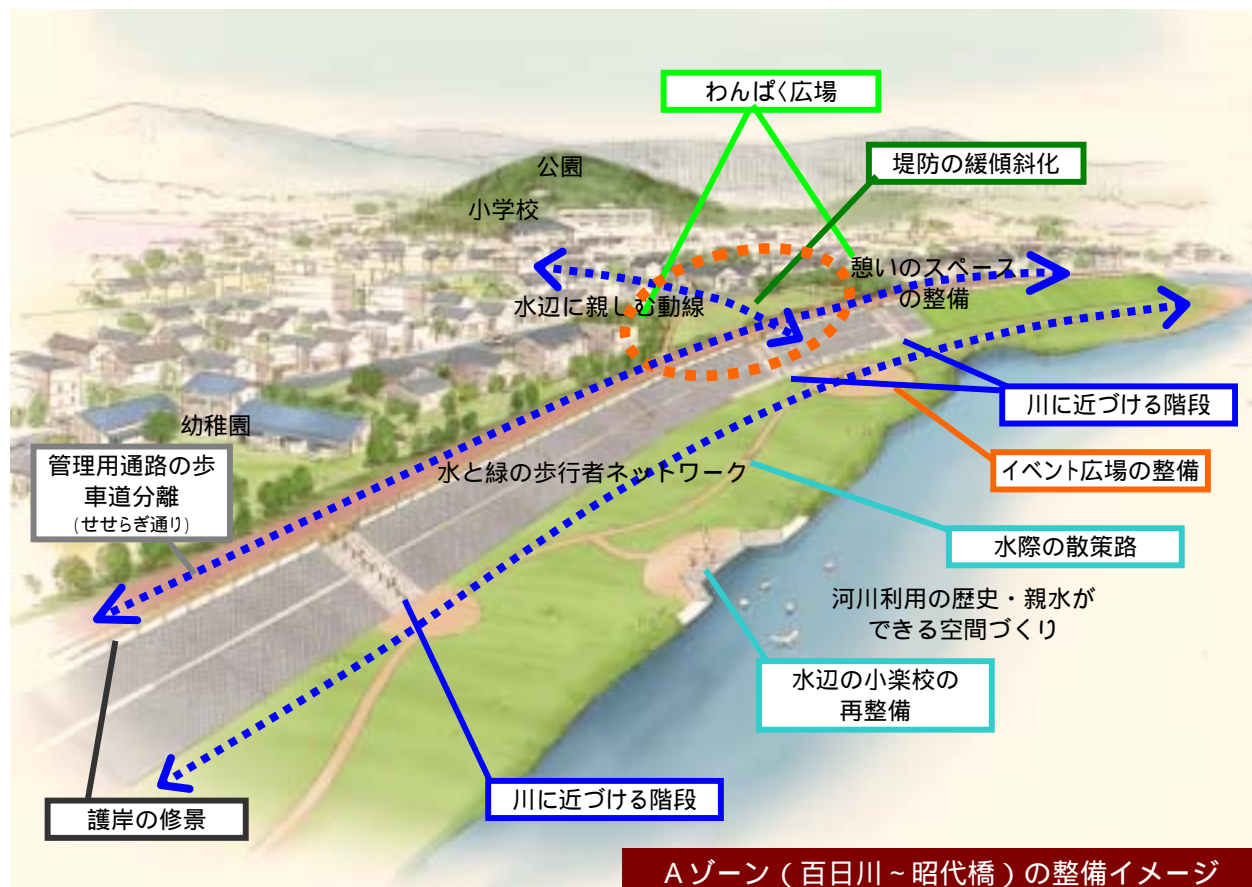 わんぱく広場
堤防の緩傾斜化
公園
小学校
憩いのスペース
の整備
水辺に親しむ動線
川に近づける階段
幼稚園
管理用通路の歩
車道分離
(せせらぎ通り)
水と緑の歩行者ネットワーク
イベント広場の整備
水際の散策路
河川利用の歴史・親水が
できる空間づくり
水辺の小楽校の
再整備
川に近づける階段
護岸の修景
Aゾーン(百日川~昭代橋)の整備イメージ